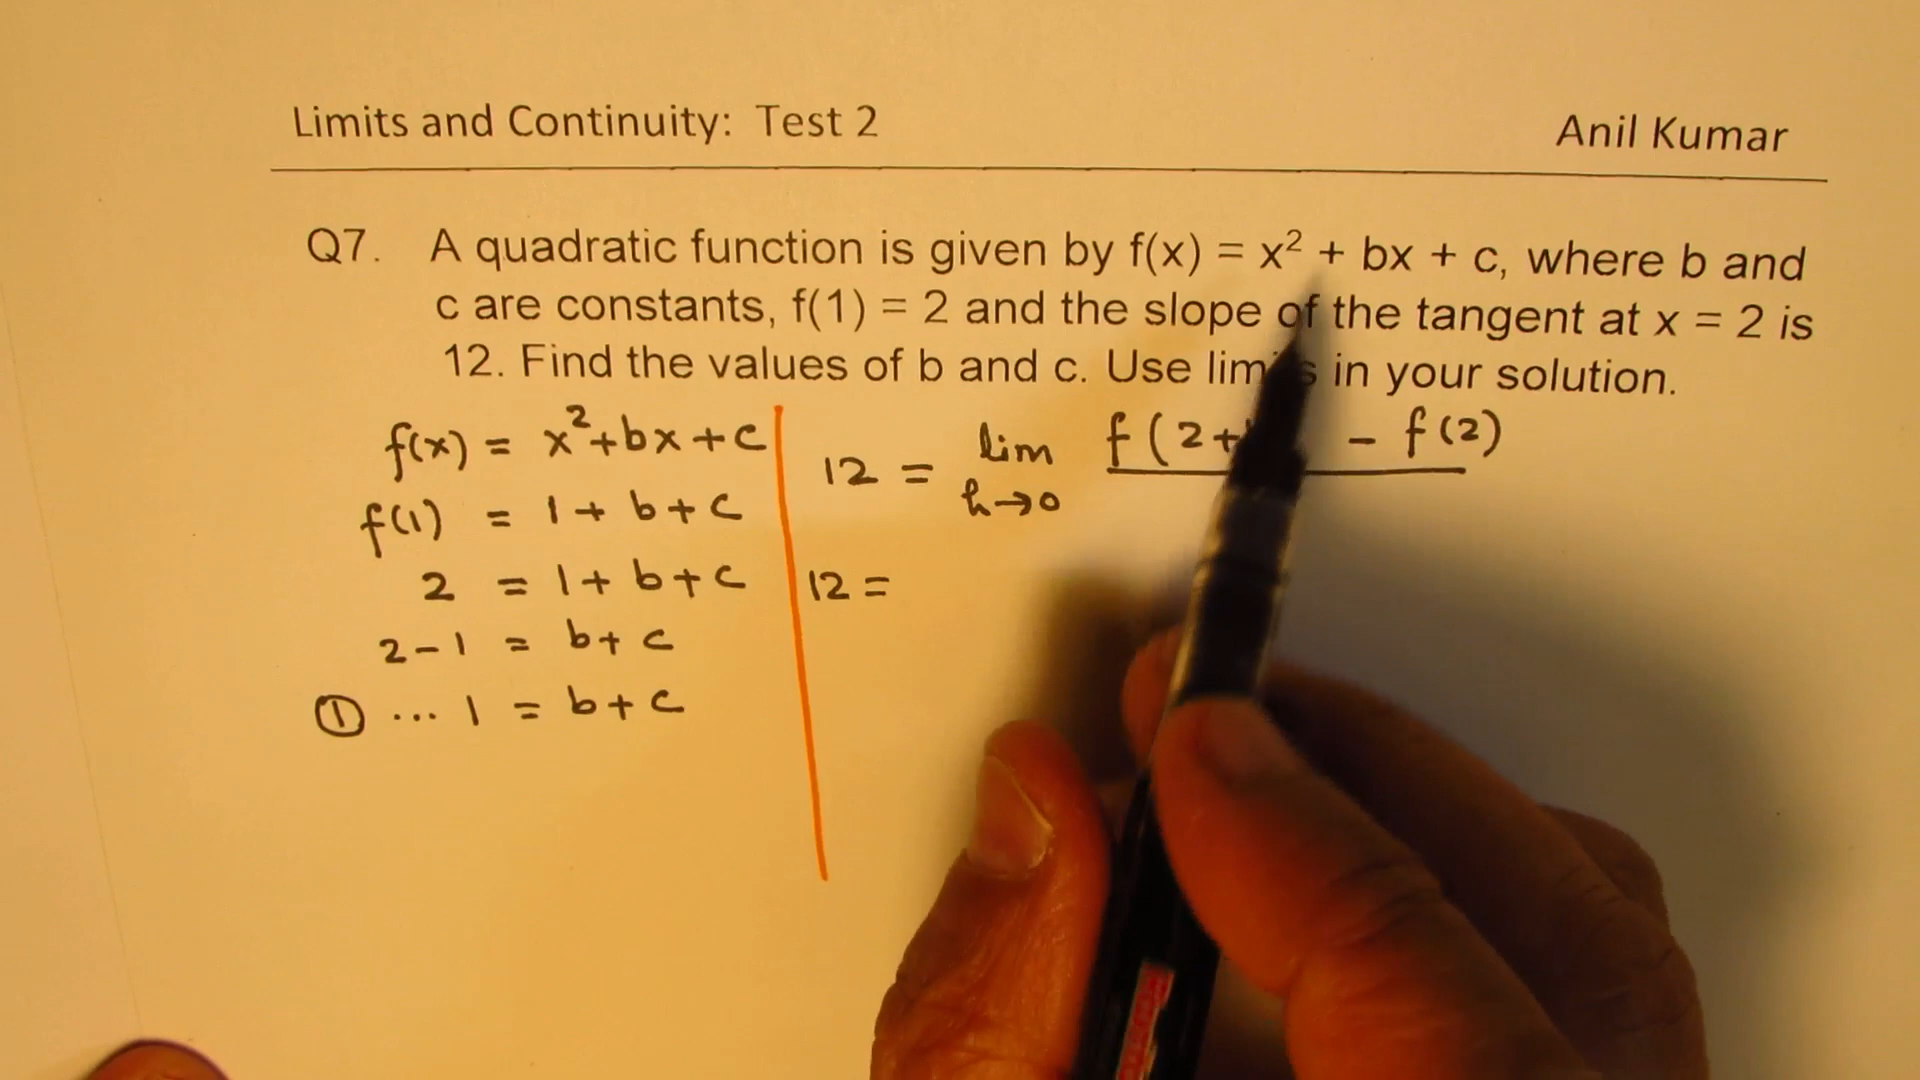 Limits and Continuity: Test 2
Anil Kumar
Q7. A quadratic function is given by f(x) = x² + bx + c, where b and
c are constants, f(1) = 2 and the slope of the tangent at x = 2 is
12. Find the values of b and c. Use in your solution.
f(x) = x²+bx+c
f(1) = 1+b+c
2 = 1+b+c
2-1 = b+c
① ... 1 = b+c
12 = lim h→0 f(2+ - f(2)
12 =